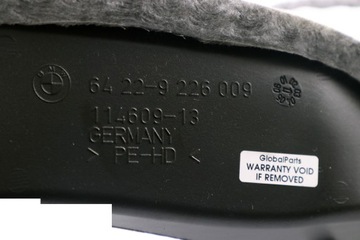 64 22-9 226 009
114609-13
GERMANY
> PE-HD <
GlobalParts
WARRANTY VOID
IF REMOVED